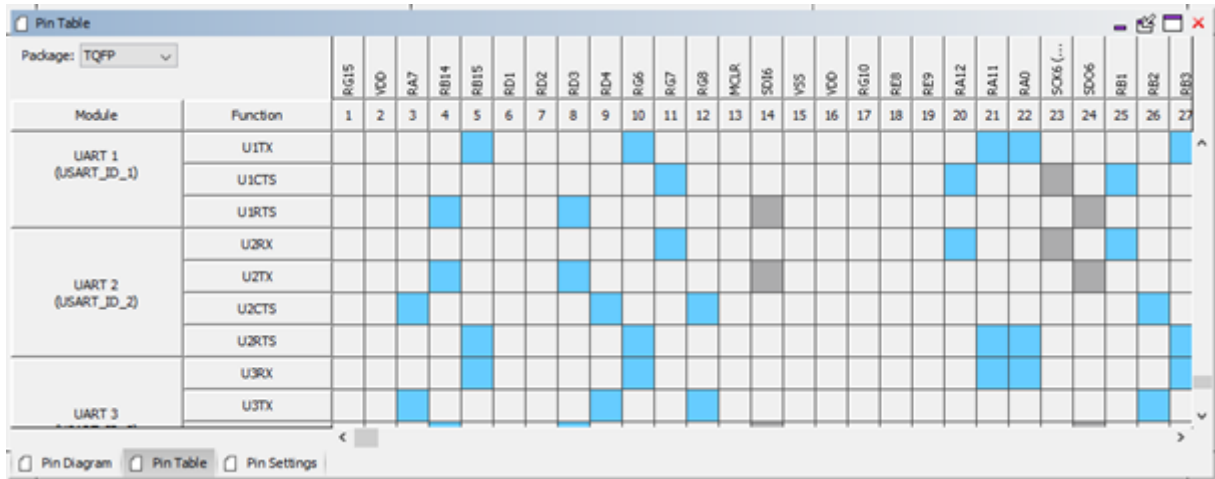 Pin Table
Package: TQFP
RG15 VDD RA7 RB14 RB15 RD1 RD2 RD3 RD4 RG6 RG7 RG8 MCLR SDI6 VSS VDD RG10 RE8 RE9 RA12 RA11 RA0 SCK6 (... SDO6 RB1 RB2 RB3
Module Function 1 2 3 4 5 6 7 8 9 10 11 12 13 14 15 16 17 18 19 20 21 22 23 24 25 26 27
UART 1
(USART_ID_1)
U1TX
U1CTS
U1RTS
UART 2
(USART_ID_2)
U2RX
U2TX
U2CTS
U2RTS
UART 3
U3RX
U3TX
Pin Diagram Pin Table Pin Settings